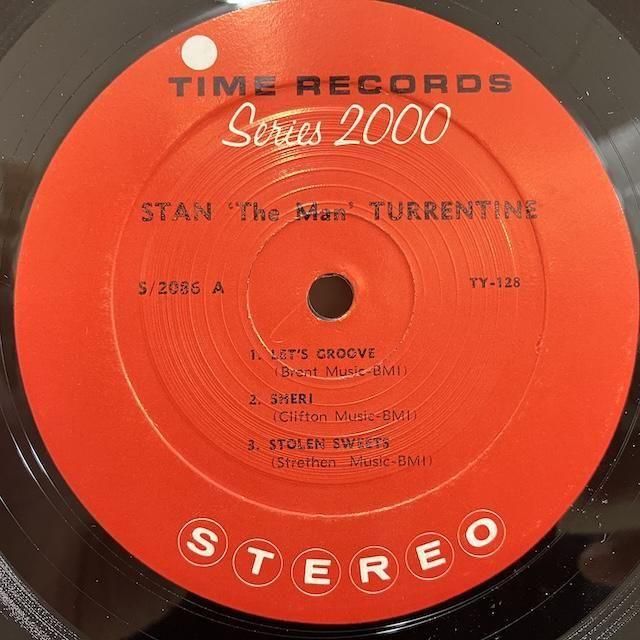 TIME RECORDS
Series 2000
STAN 'The Man' TURRENTINE
S/2086 A TY-128
1. LET'S GROOVE
(Brent Music-BMI)
2. SHERI
(Clifton Music-BMI)
3. STOLEN SWEETS
(Strethen Music-BMI)
STEREO